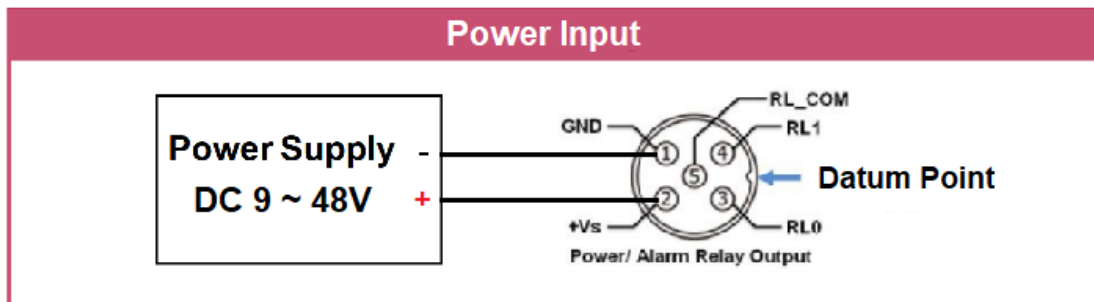 Power Input
Power Supply -
DC 9 ~ 48V +
GND
RL_COM
RL1
1
4
5
Datum Point
2
3
+Vs
RL0
Power/ Alarm Relay Output